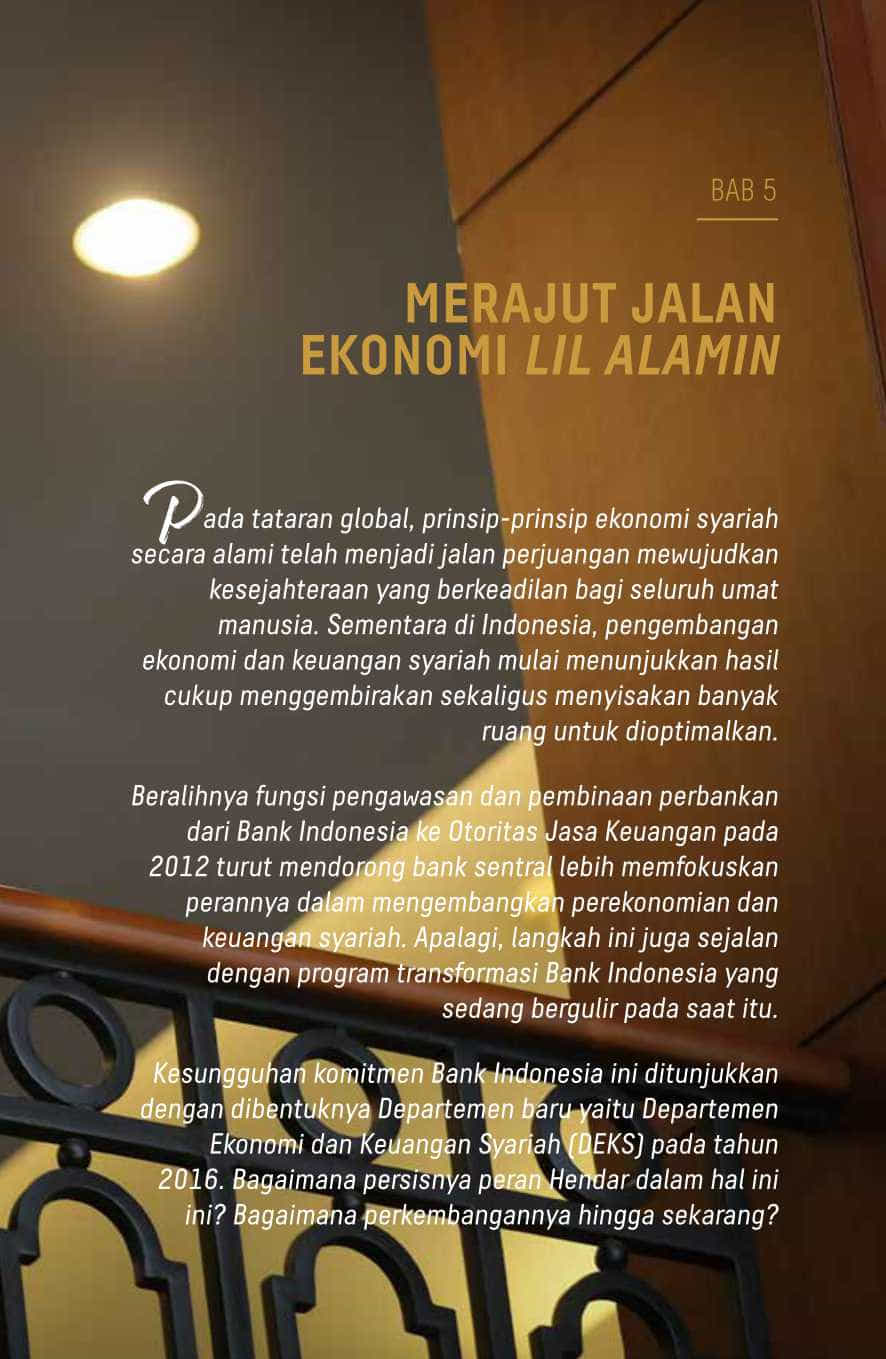 BAB 5
MERAJUT JALAN
EKONOMI LIL ALAMIN
Pada tataran global, prinsip-prinsip ekonomi syariah
secara alami telah menjadi jalan perjuangan mewujudkan
kesejahteraan yang berkeadilan bagi seluruh umat
manusia. Sementara di Indonesia, pengembangan
ekonomi dan keuangan syariah mulai menunjukkan hasil
cukup menggembirakan sekaligus menyisakan banyak
ruang untuk dioptimalkan.
Beralihnya fungsi pengawasan dan pembinaan perbankan
dari Bank Indonesia ke Otoritas Jasa Keuangan pada
2012 turut mendorong bank sentral lebih memfokuskan
perannya dalam mengembangkan perekonomian dan
keuangan syariah. Apalagi, langkah ini juga sejalan
dengan program transformasi Bank Indonesia yang
sedang bergulir pada saat itu.
Kesungguhan komitmen Bank Indonesia ini ditunjukkan
dengan dibentuknya Departemen baru yaitu Departemen
Ekonomi dan Keuangan Syariah (DEKS) pada tahun
2016. Bagaimana persisnya peran Hendar dalam hal ini
ini? Bagaimana perkembangannya hingga sekarang?